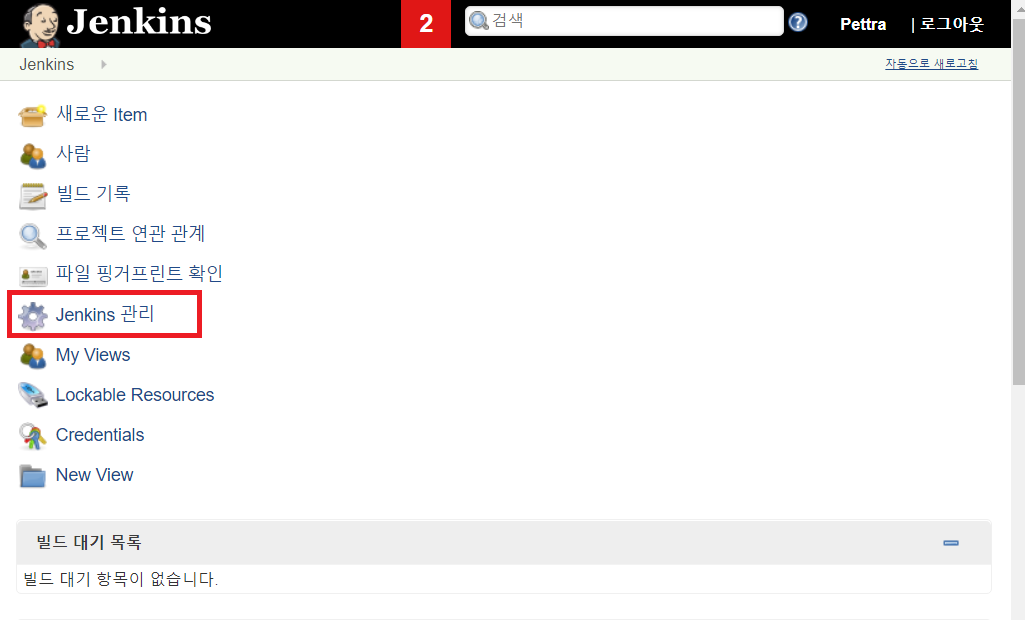 Jenkins
2
검색
?
Pettra
| 로그아웃
Jenkins
자동으로 새로고침
새로운 Item
사람
빌드 기록
프로젝트 연관 관계
파일 핑거프린트 확인
Jenkins 관리
My Views
Lockable Resources
Credentials
New View
빌드 대기 목록
빌드 대기 항목이 없습니다.